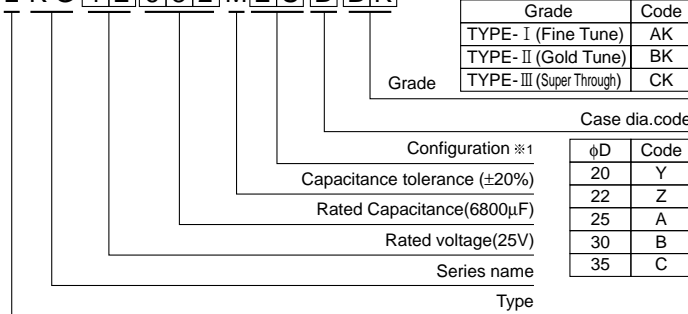 Grade Code
TYPE-Ⅰ (Fine Tune) AK
TYPE-Ⅱ (Gold Tune) BK
TYPE-Ⅲ (Super Through) CK
Grade
Case dia.code
Configuration ※1
φD Code
Capacitance tolerance (±20%)
20 Y
22 Z
Rated Capacitance(6800μF)
25 A
Rated voltage(25V)
30 B
Series name
35 C
Type